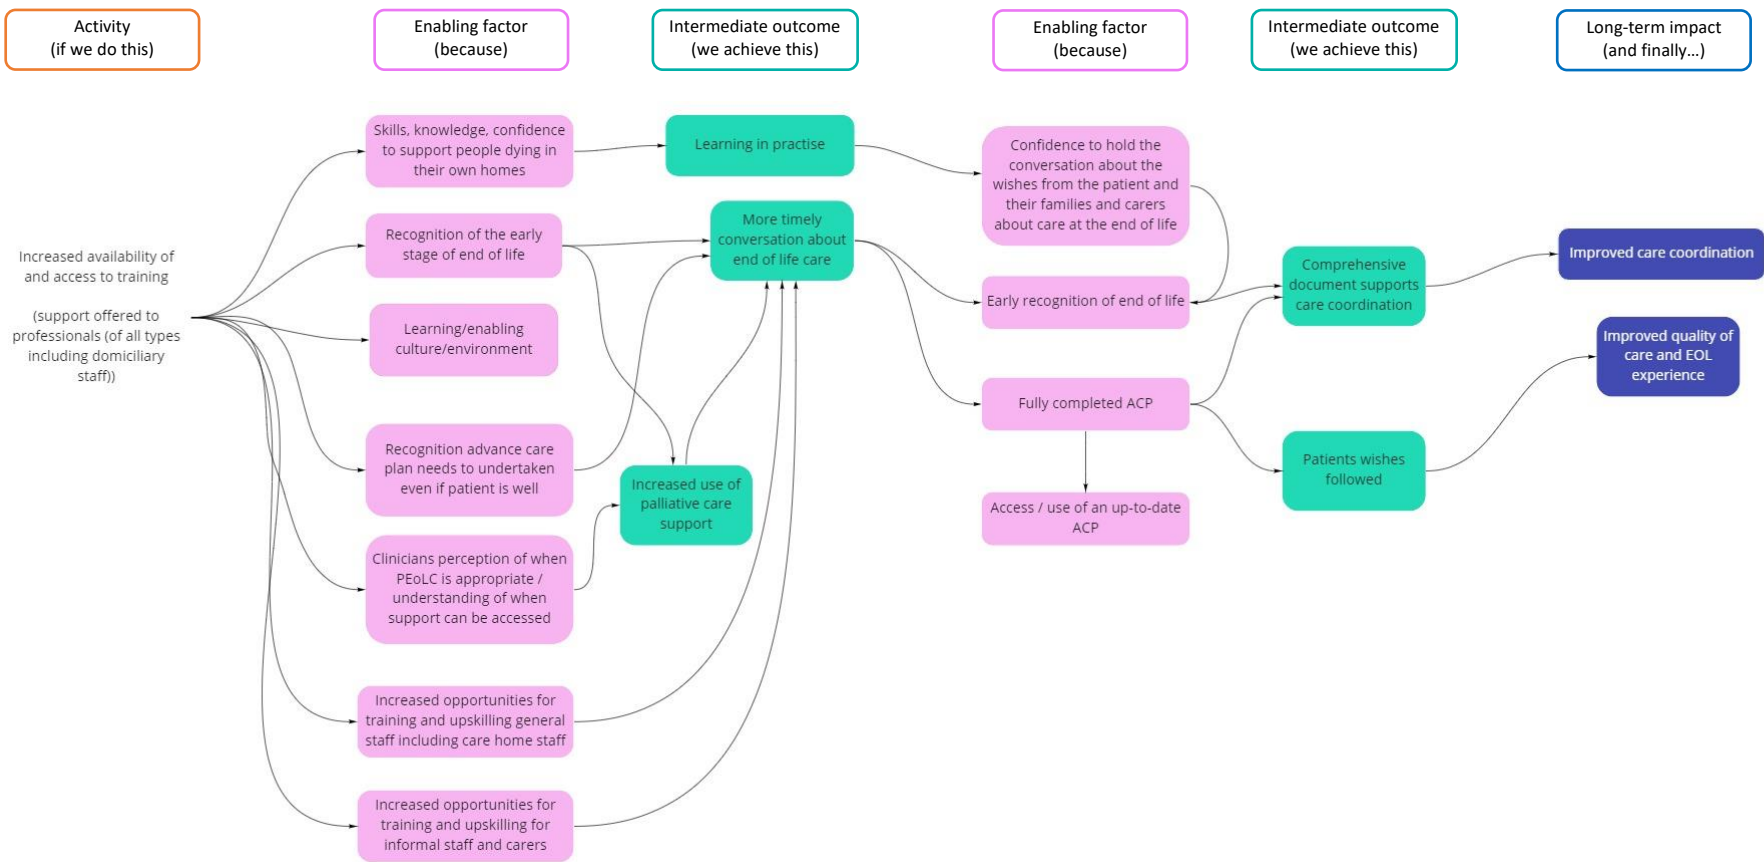 Activity
(if we do this)
Enabling factor
(because)
Intermediate outcome
(we achieve this)
Enabling factor
(because)
Intermediate outcome
(we achieve this)
Long-term impact
(and finally...)
Increased availability of
and access to training
(support offered to
professionals (of all types
including domiciliary
staff))
Skills, knowledge, confidence
to support people dying in
their own homes
Recognition of the early
stage of end of life
Learning/enabling
culture/environment
Recognition advance care
plan needs to undertaken
even if patient is well
Clinicians perception of when
PEoLC is appropriate /
understanding of when
support can be accessed
Increased opportunities for
training and upskilling general
staff including care home staff
Increased opportunities for
training and upskilling for
informal staff and carers
Learning in practise
More timely
conversation about
end of life care
Increased use of
palliative care
support
Confidence to hold the
conversation about the
wishes from the patient and
their families and carers
about care at the end of life
Early recognition of end of life
Fully completed ACP
Access / use of an up-to-date
ACP
Comprehensive
document supports
care coordination
Patients wishes
followed
Improved care coordination
Improved quality of
care and EOL
experience